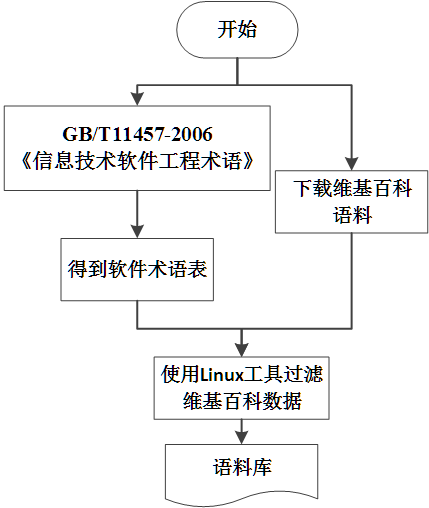 开始
GB/T11457-2006
《信息技术软件工程术语》
下载维基百科
语料
得到软件术语表
使用Linux工具过滤
维基百科数据
语料库